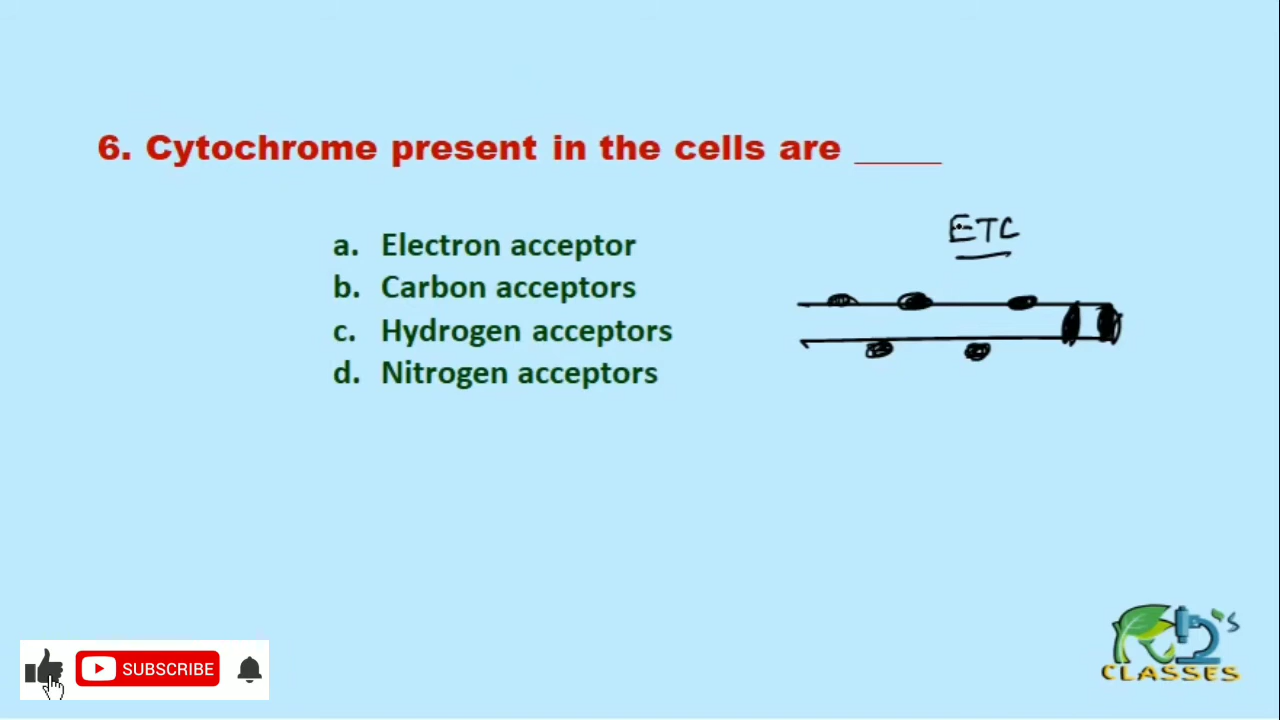 6. Cytochrome present in the cells are _____
ETC
a. Electron acceptor
b. Carbon acceptors
c. Hydrogen acceptors
d. Nitrogen acceptors
SUBSCRIBE
's
CLASSES